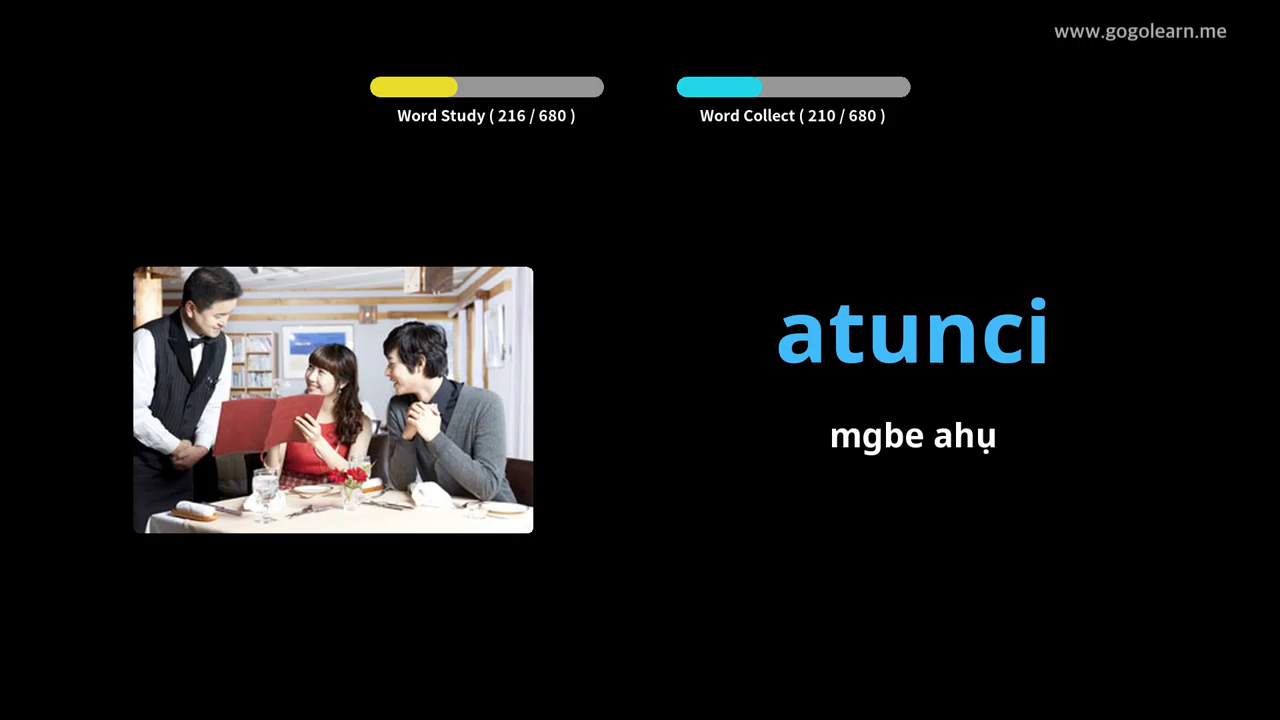 www.gogolearn.me
Word Study ( 216 / 680 )
Word Collect ( 210 / 680 )
atunci
mgbe ahụ